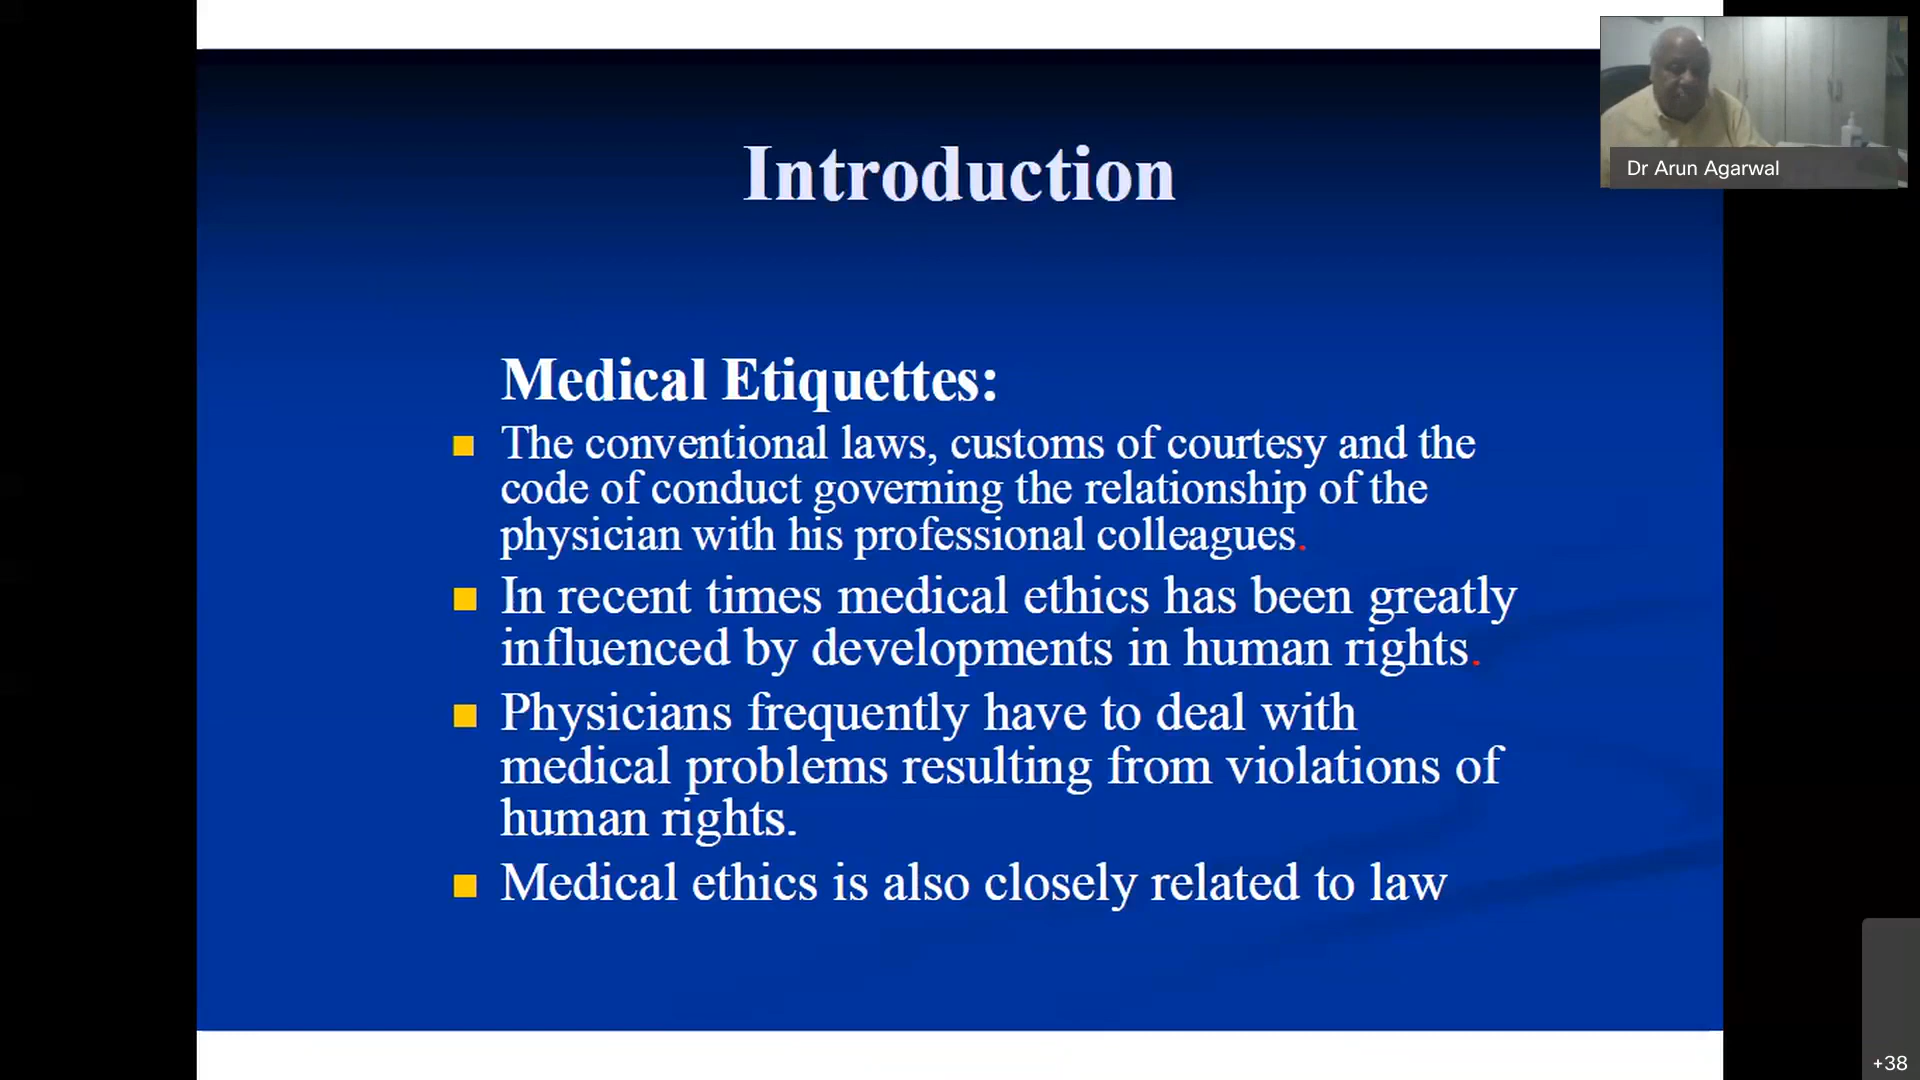 Introduction
Dr Arun Agarwal
Medical Etiquettes:
The conventional laws, customs of courtesy and the
code of conduct governing the relationship of the
physician with his professional colleagues.
In recent times medical ethics has been greatly
influenced by developments in human rights.
Physicians frequently have to deal with
medical problems resulting from violations of
human rights.
Medical ethics is also closely related to law
+38